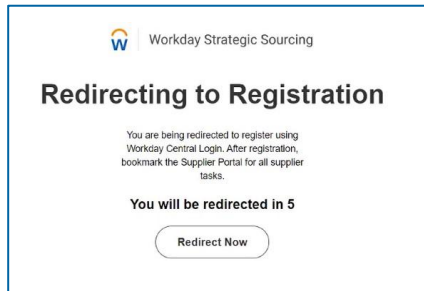 W Workday Strategic Sourcing
Redirecting to Registration
You are being redirected to register using
Workday Central Login. After registration,
bookmark the Supplier Portal for all supplier
tasks.
You will be redirected in 5
Redirect Now